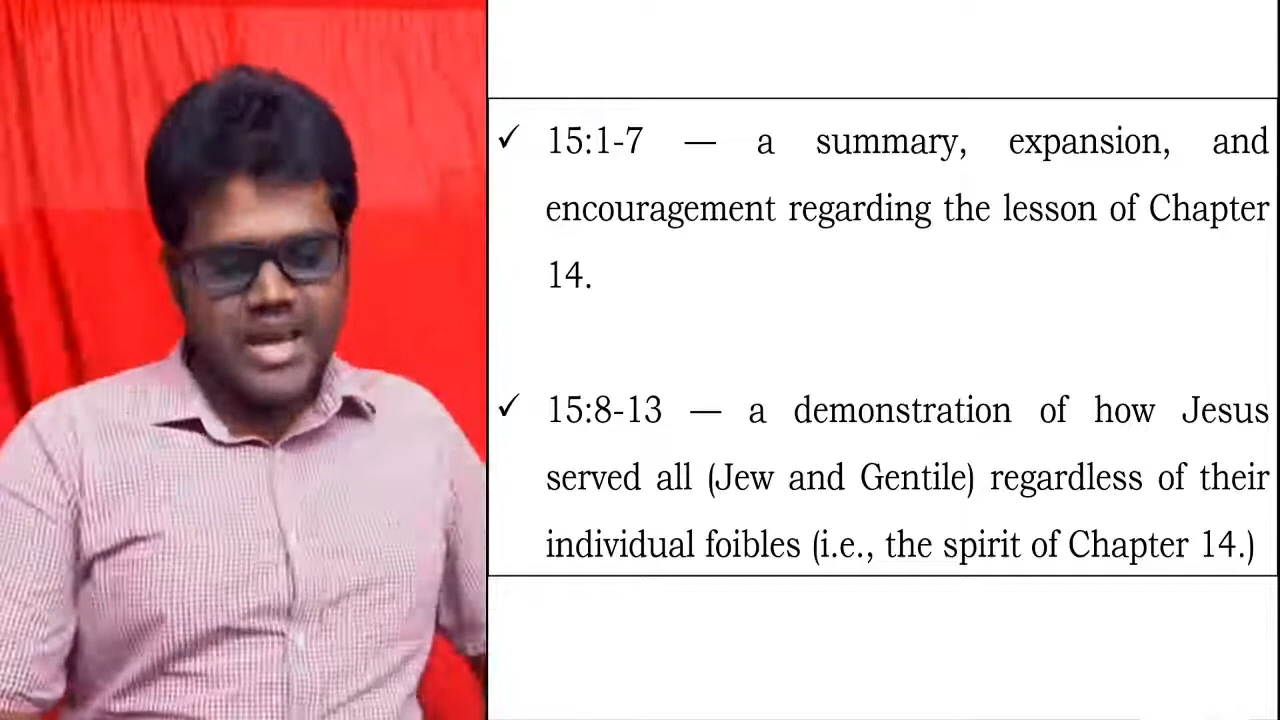 ✓ 15:1-7 — a summary, expansion, and
encouragement regarding the lesson of Chapter
14.
✓ 15:8-13 — a demonstration of how Jesus
served all (Jew and Gentile) regardless of their
individual foibles (i.e., the spirit of Chapter 14.)